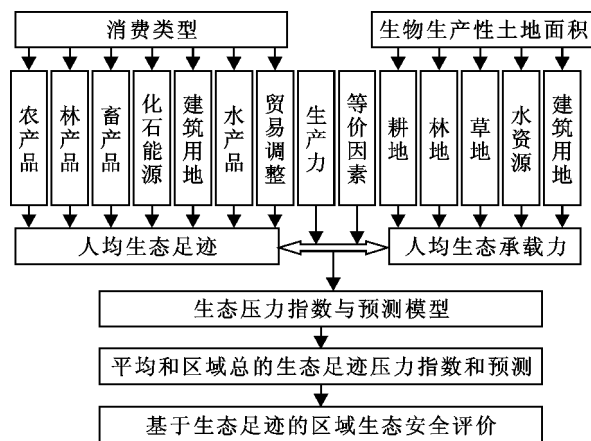 消费类型
生物生产性土地面积
农产品
林产品
畜产品
化石能源
建筑用地
水产品
贸易调整
生产力
等价因素
耕地
林地
草地
水资源
建筑用地
人均生态足迹
人均生态承载力
生态压力指数与预测模型
平均和区域总的生态足迹压力指数和预测
基于生态足迹的区域生态安全评价